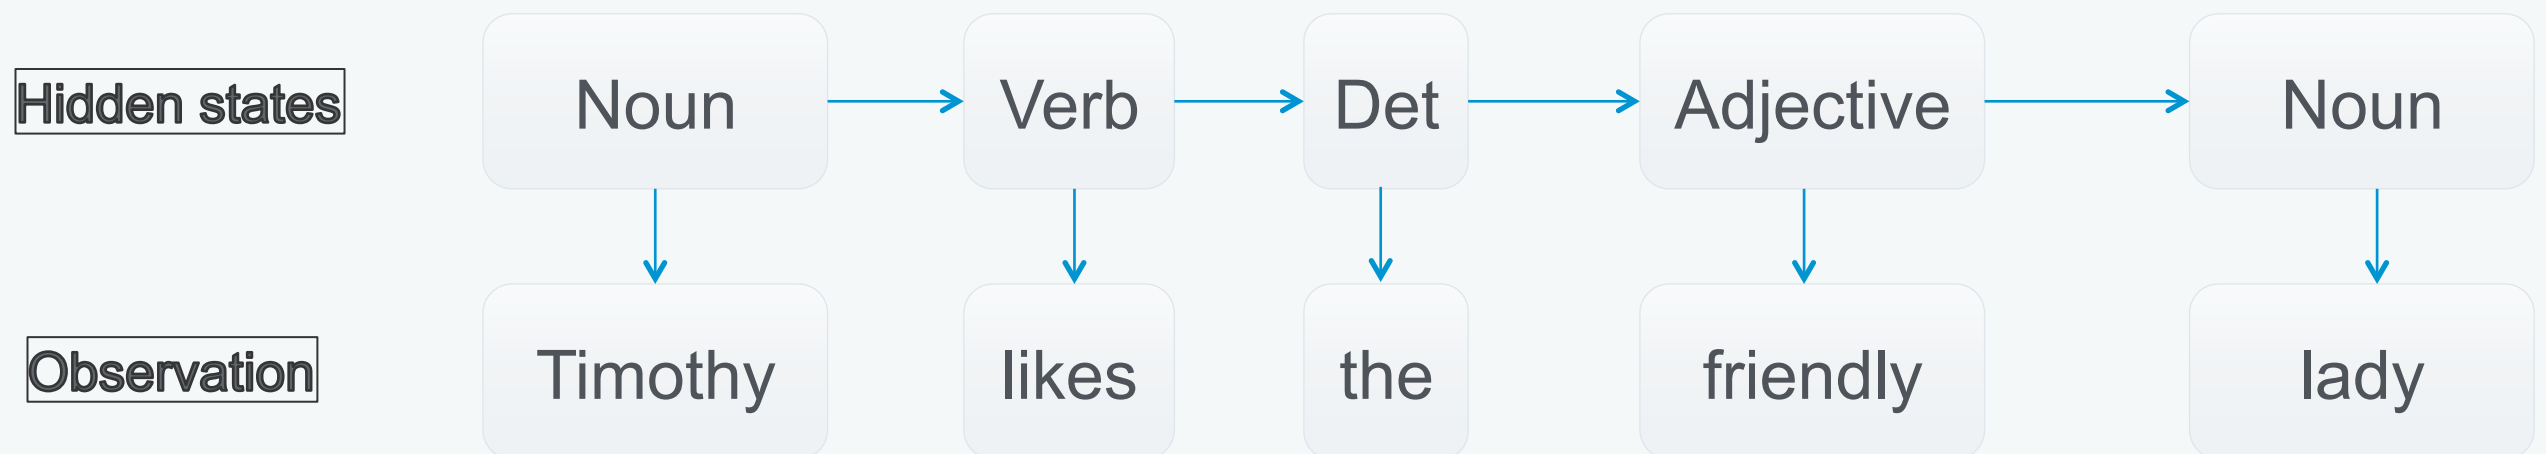 Hidden states Noun Verb Det Adjective Noun
Observation Timothy likes the friendly lady